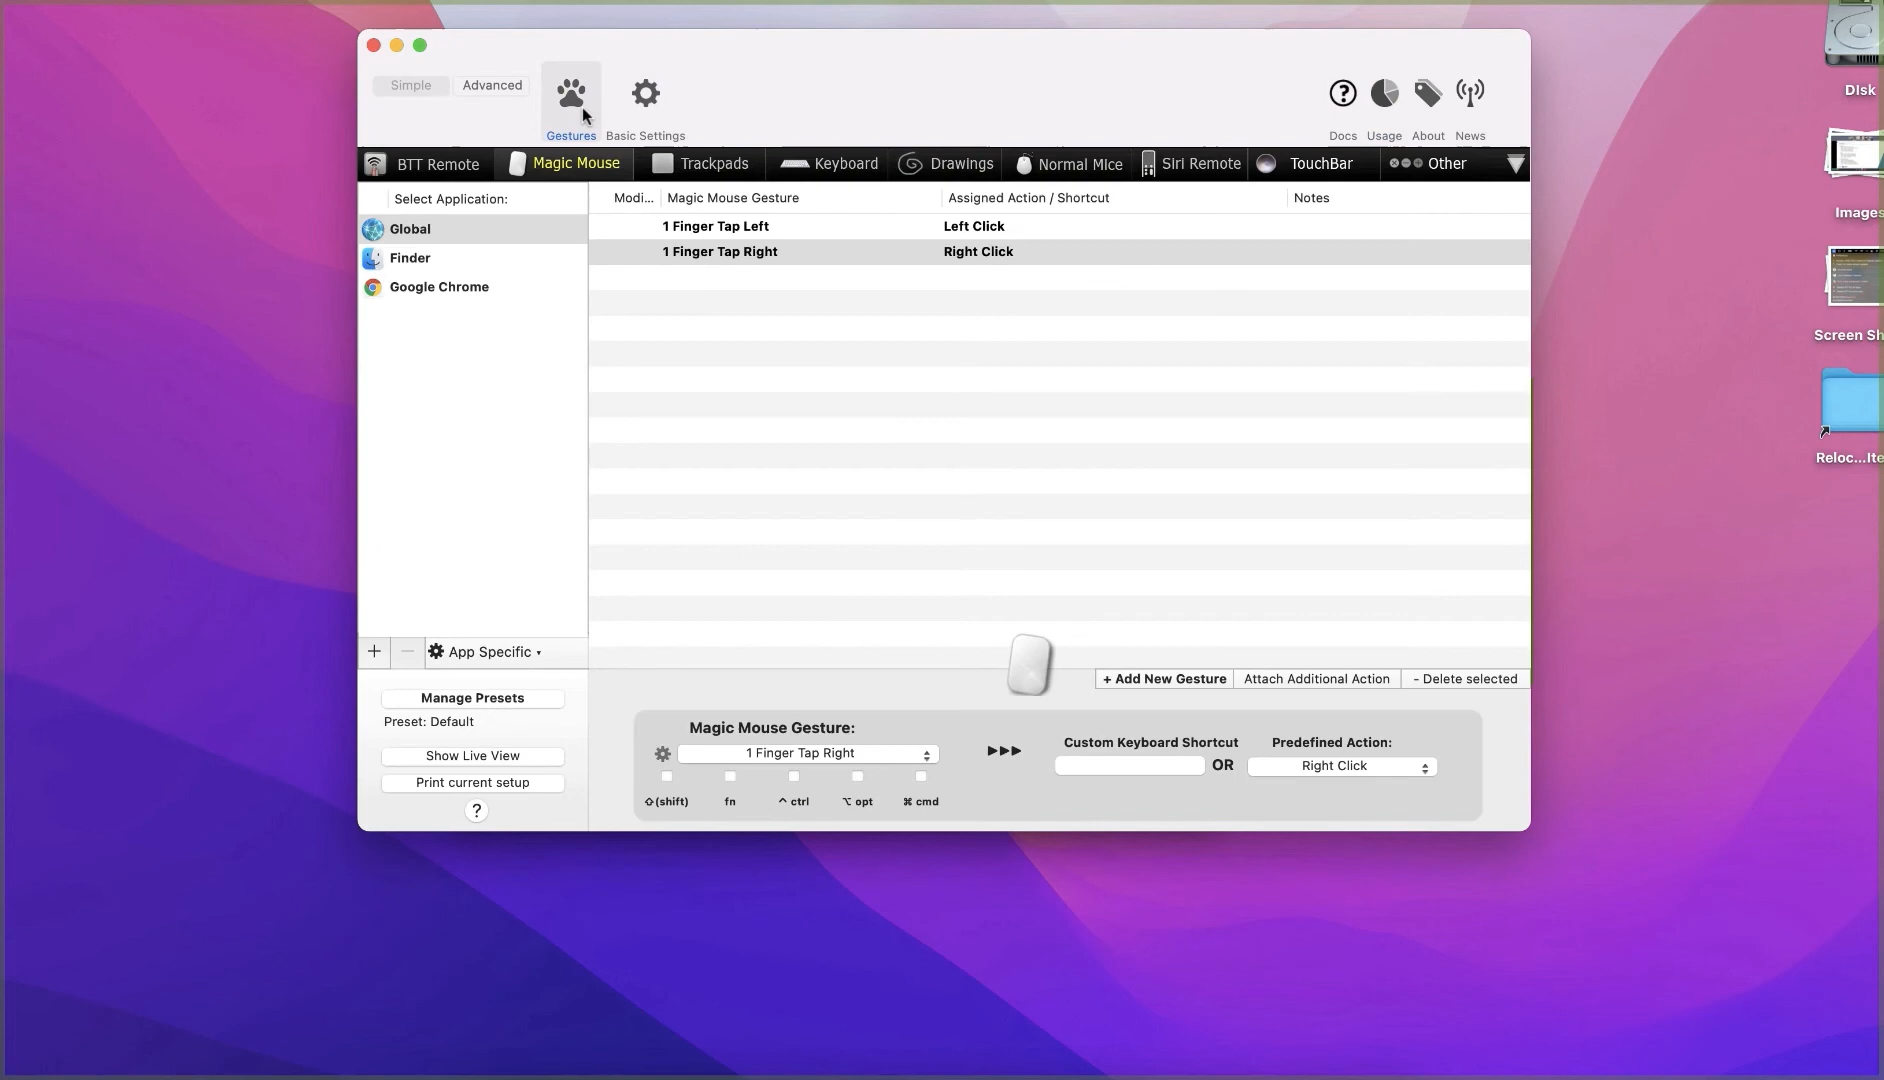 Simple Advanced
Gestures Basic Settings Docs Usage About News
BTT Remote Magic Mouse Trackpads Keyboard Drawings Normal Mice Siri Remote TouchBar Other
Select Application: Modi... Magic Mouse Gesture Assigned Action / Shortcut Notes
Global 1 Finger Tap Left Left Click
Finder 1 Finger Tap Right Right Click
Google Chrome
+ − App Specific
+ Add New Gesture Attach Additional Action - Delete selected
Manage Presets
Preset: Default
Show Live View
Print current setup
?
Magic Mouse Gesture:
1 Finger Tap Right
⇧(shift) fn ^ ctrl ⌥ opt ⌘ cmd
Custom Keyboard Shortcut OR Predefined Action:
Right Click
DIsk
Images
Screen Sh
Reloc...Ite